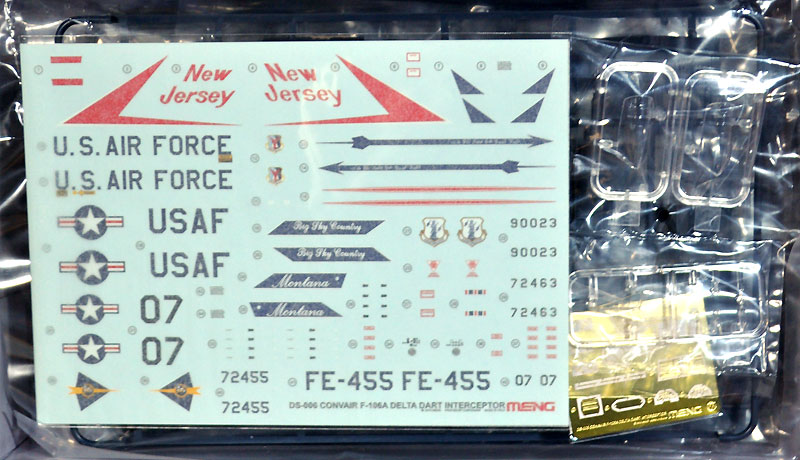 New Jersey
New Jersey
U.S. AIR FORCE
U.S. AIR FORCE
USAF
USAF
Big Sky Country
Big Sky Country
Montana
Montana
90023
90023
72463
72463
07
07
72455
72455
FE-455 FE-455
07 07
DS-006 CONVAIR F-106A DELTA DART INTERCEPTOR MENG
MENG